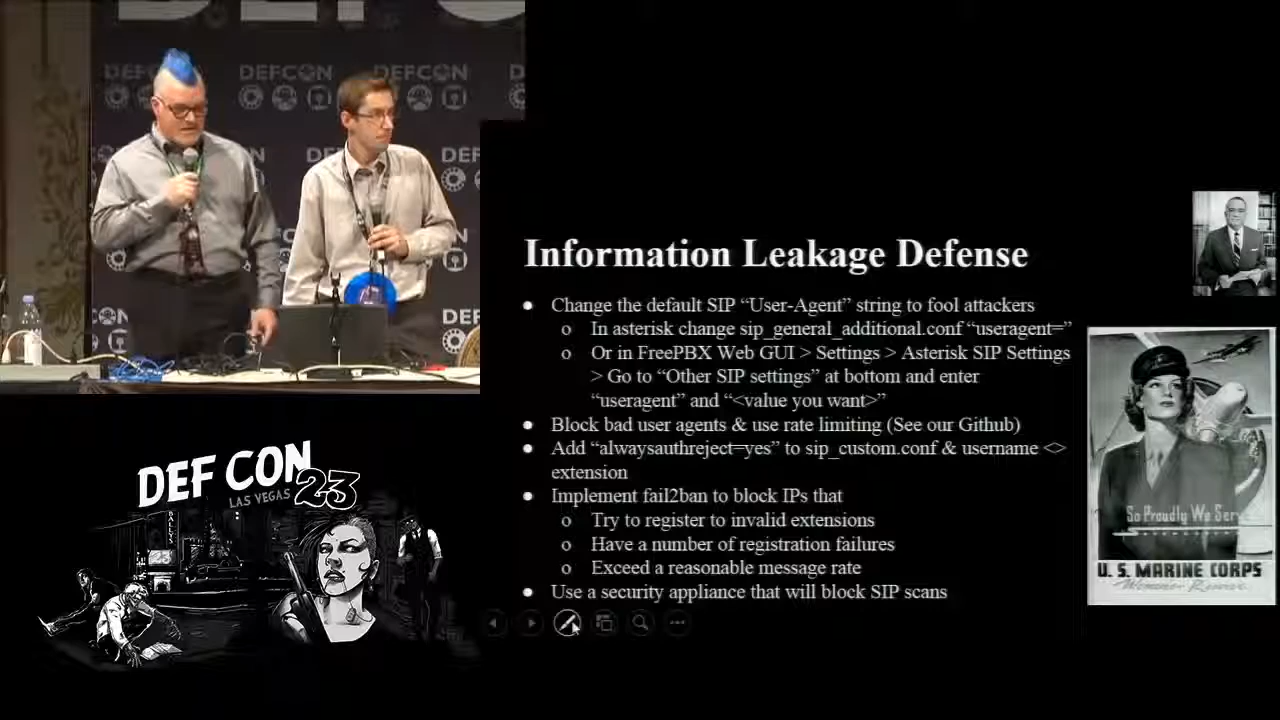 DEFCON
DEFCON
DEF CON
LAS VEGAS 23
BALLY'S
Information Leakage Defense
● Change the default SIP “User-Agent” string to fool attackers
o In asterisk change sip_general_additional.conf “useragent=”
o Or in FreePBX Web GUI > Settings > Asterisk SIP Settings
> Go to “Other SIP settings” at bottom and enter
“useragent” and “<value you want>”
● Block bad user agents & use rate limiting (See our Github)
● Add “alwaysauthreject=yes” to sip_custom.conf & username <>
extension
● Implement fail2ban to block IPs that
o Try to register to invalid extensions
o Have a number of registration failures
o Exceed a reasonable message rate
● Use a security appliance that will block SIP scans
So Proudly We Serve
U. S. MARINE CORPS
Women's Reserve